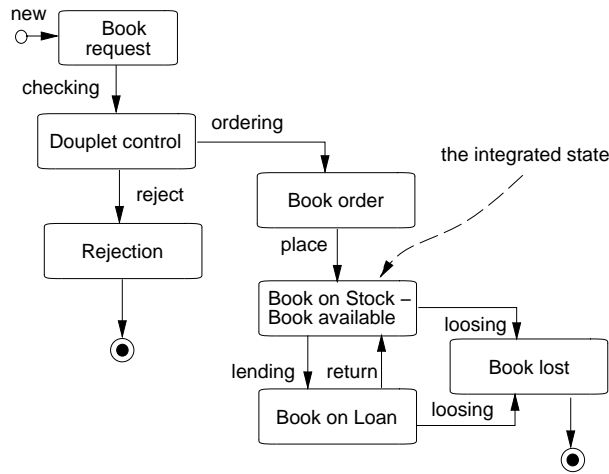 new
Book
request
checking
Douplet control
ordering
the integrated state
reject
Book order
Rejection
place
Book on Stock –
Book available
loosing
lending
return
Book lost
Book on Loan
loosing